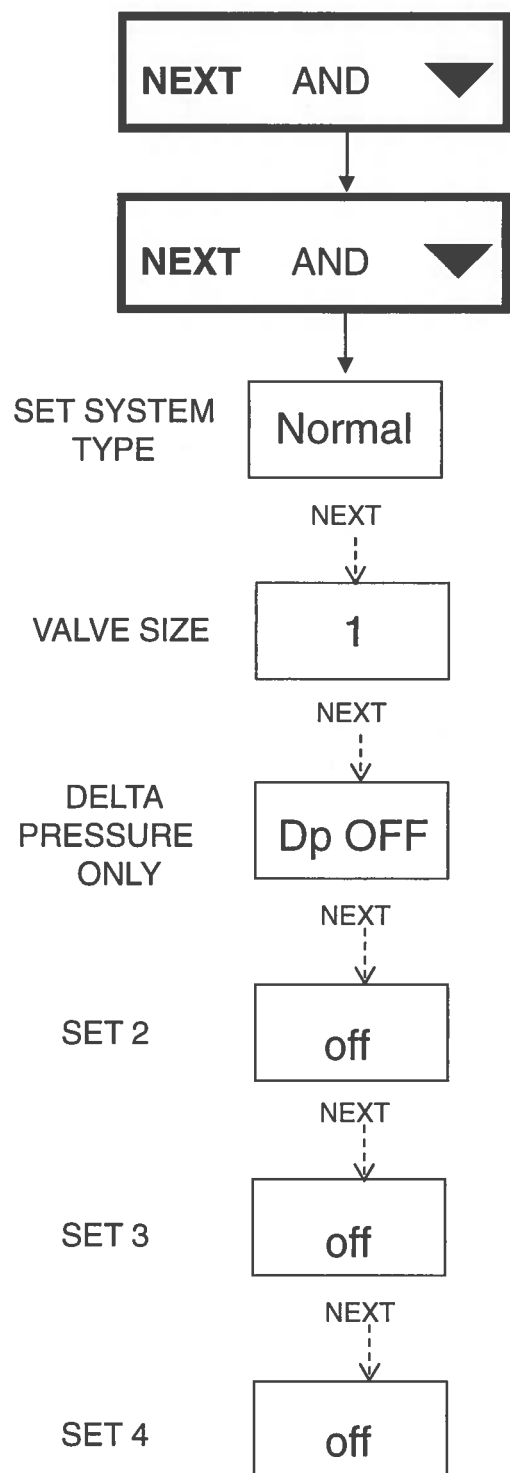 NEXT AND ▼
NEXT AND ▼
SET SYSTEM
TYPE
Normal
NEXT
VALVE SIZE
1
NEXT
DELTA
PRESSURE
ONLY
Dp OFF
NEXT
SET 2
off
NEXT
SET 3
off
NEXT
SET 4
off